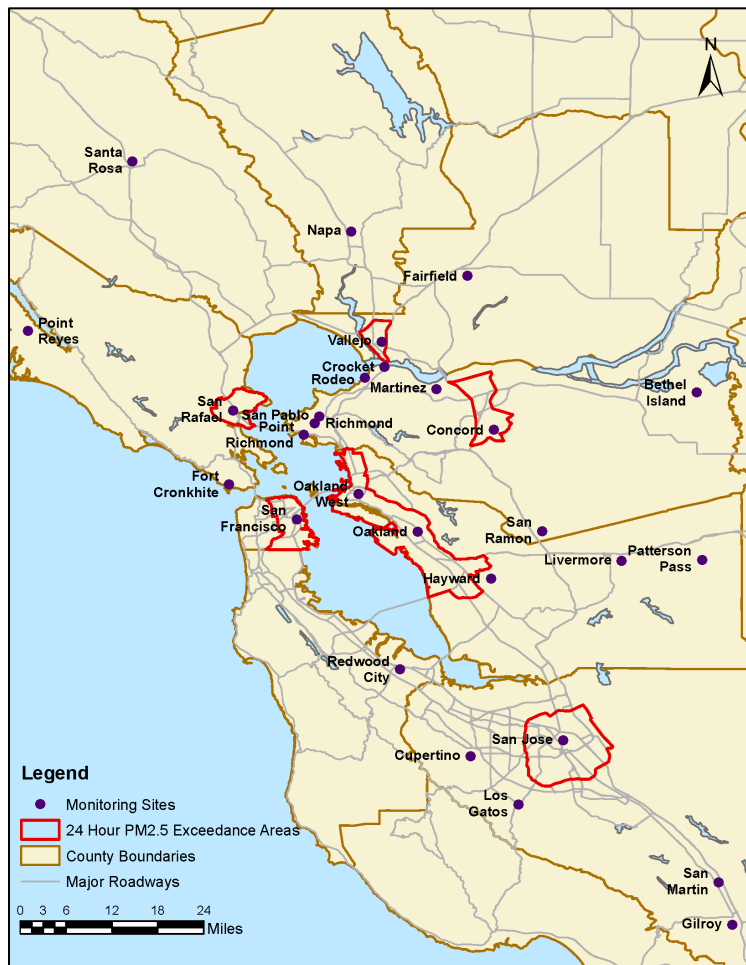 N
Santa
Rosa
Napa
Fairfield
Point
Reyes
Vallejo
Crocket
Rodeo
Martinez
Bethel
Island
San
Rafael
San Pablo
Point
Richmond
Richmond
Concord
Fort
Cronkhite
Oakland
West
San
Francisco
Oakland
San
Ramon
Livermore
Patterson
Pass
Hayward
Redwood
City
San Jose
Cupertino
Los
Gatos
San
Martin
Gilroy
Legend
Monitoring Sites
24 Hour PM2.5 Exceedance Areas
County Boundaries
Major Roadways
0 3 6 12 18 24
Miles